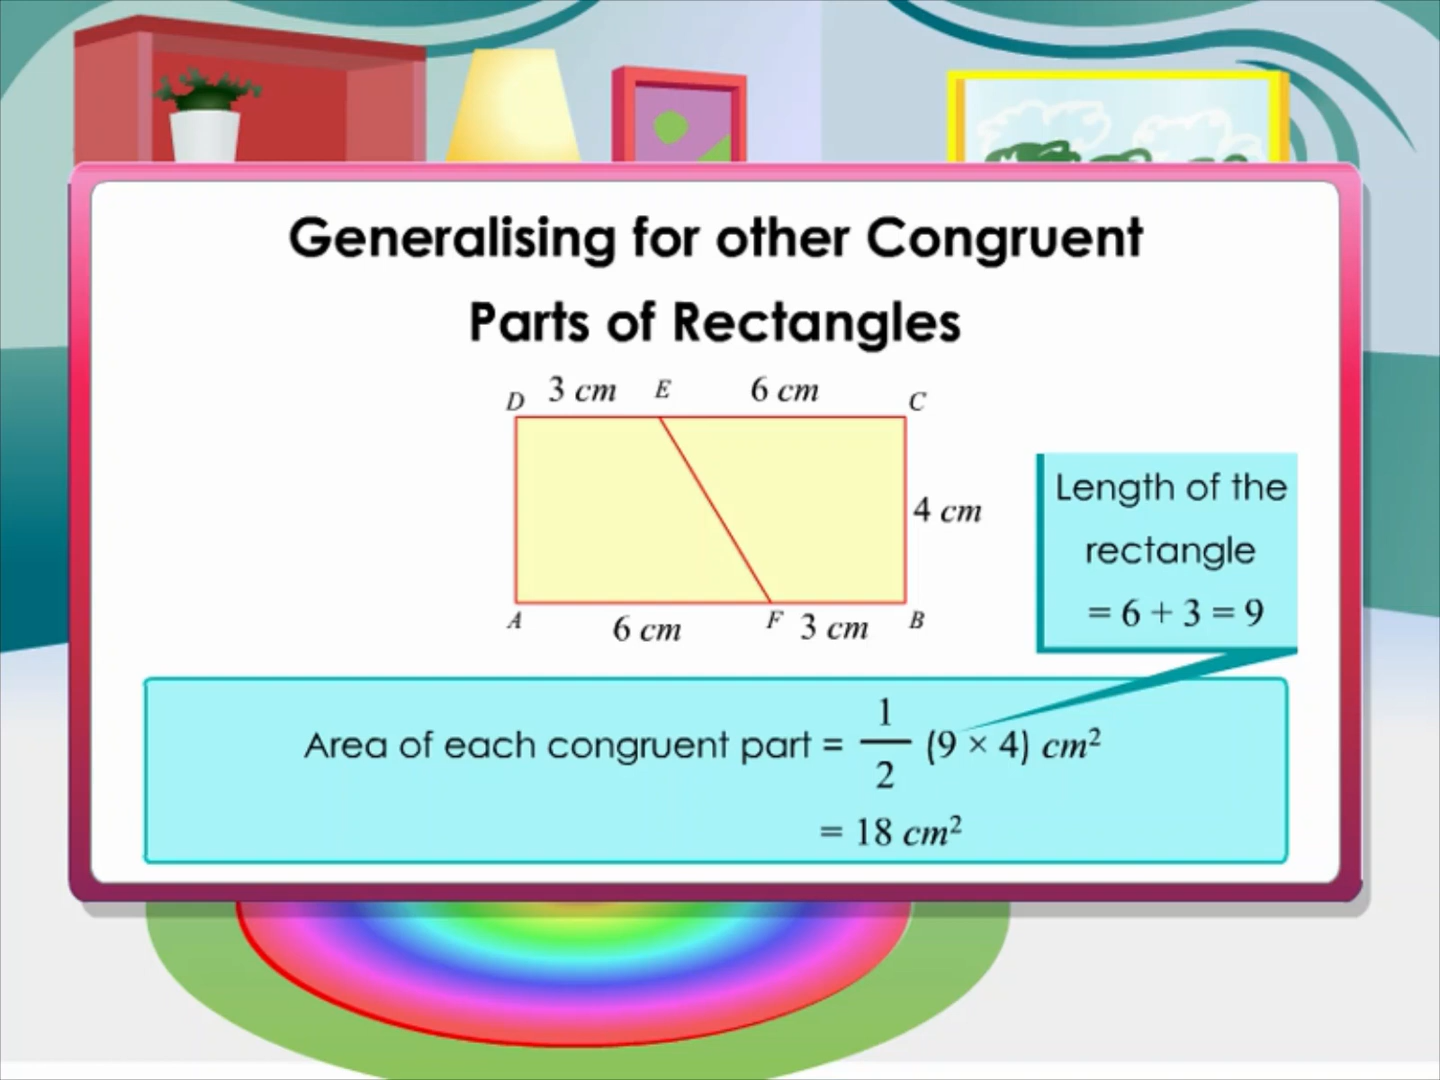 Generalising for other Congruent
Parts of Rectangles
D 3 cm E 6 cm C
4 cm
A 6 cm F 3 cm B
Length of the
rectangle
= 6 + 3 = 9
Area of each congruent part = 1/2 (9 × 4) cm²
= 18 cm²